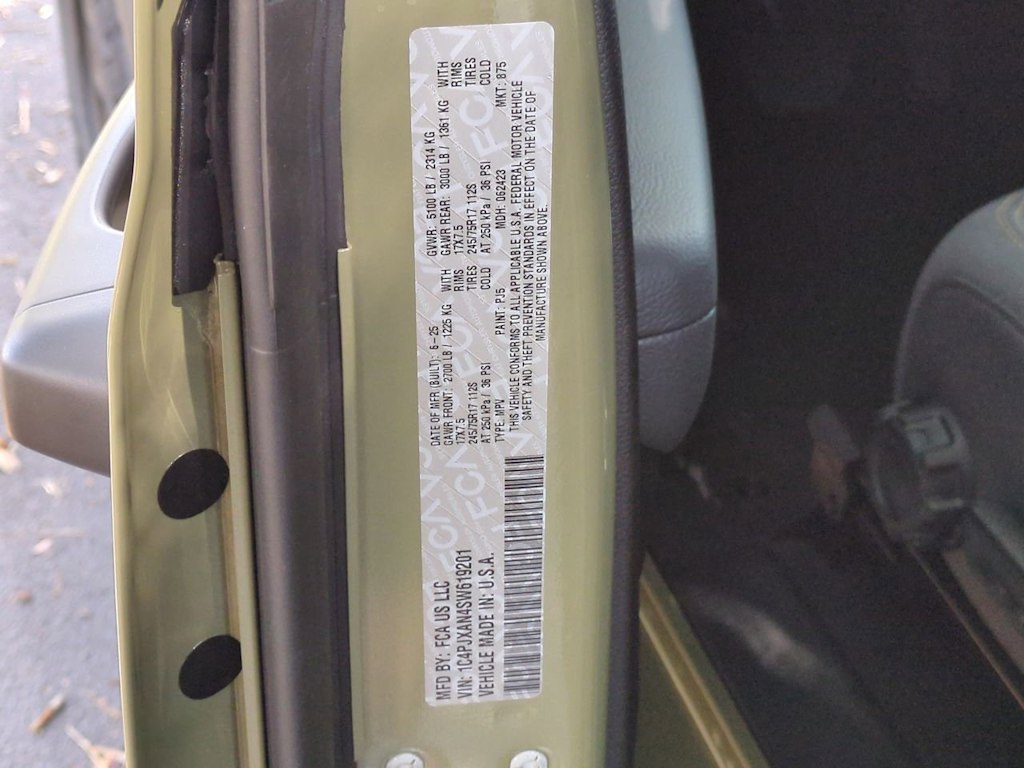 MFD BY: FCA US LLC
VIN: 1C4PJXAN4SW619201
VEHICLE MADE IN: U.S.A.
DATE OF MFR (BUILT): 6-25 GVWR: 5100 LB / 2314 KG
GAWR FRONT: 2700 LB / 1225 KG WITH GAWR REAR: 3000 LB / 1361 KG WITH
17X7.5 RIMS 17X7.5 RIMS
245/75R17 112S TIRES 245/75R17 112S TIRES
AT 250 kPa / 36 PSI COLD AT 250 kPa / 36 PSI COLD
TYPE: MPV PAINT: PJ5 MDH: 062423 MKT: 875
THIS VEHICLE CONFORMS TO ALL APPLICABLE U.S.A. FEDERAL MOTOR VEHICLE
SAFETY AND THEFT PREVENTION STANDARDS IN EFFECT ON THE DATE OF
MANUFACTURE SHOWN ABOVE.